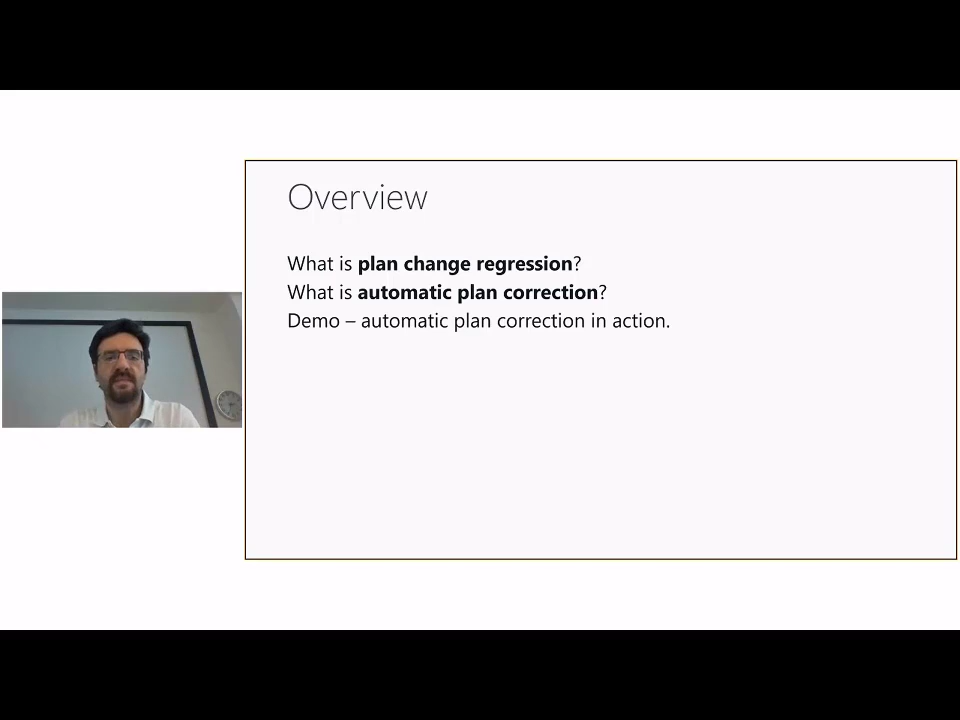 Overview
What is plan change regression?
What is automatic plan correction?
Demo – automatic plan correction in action.